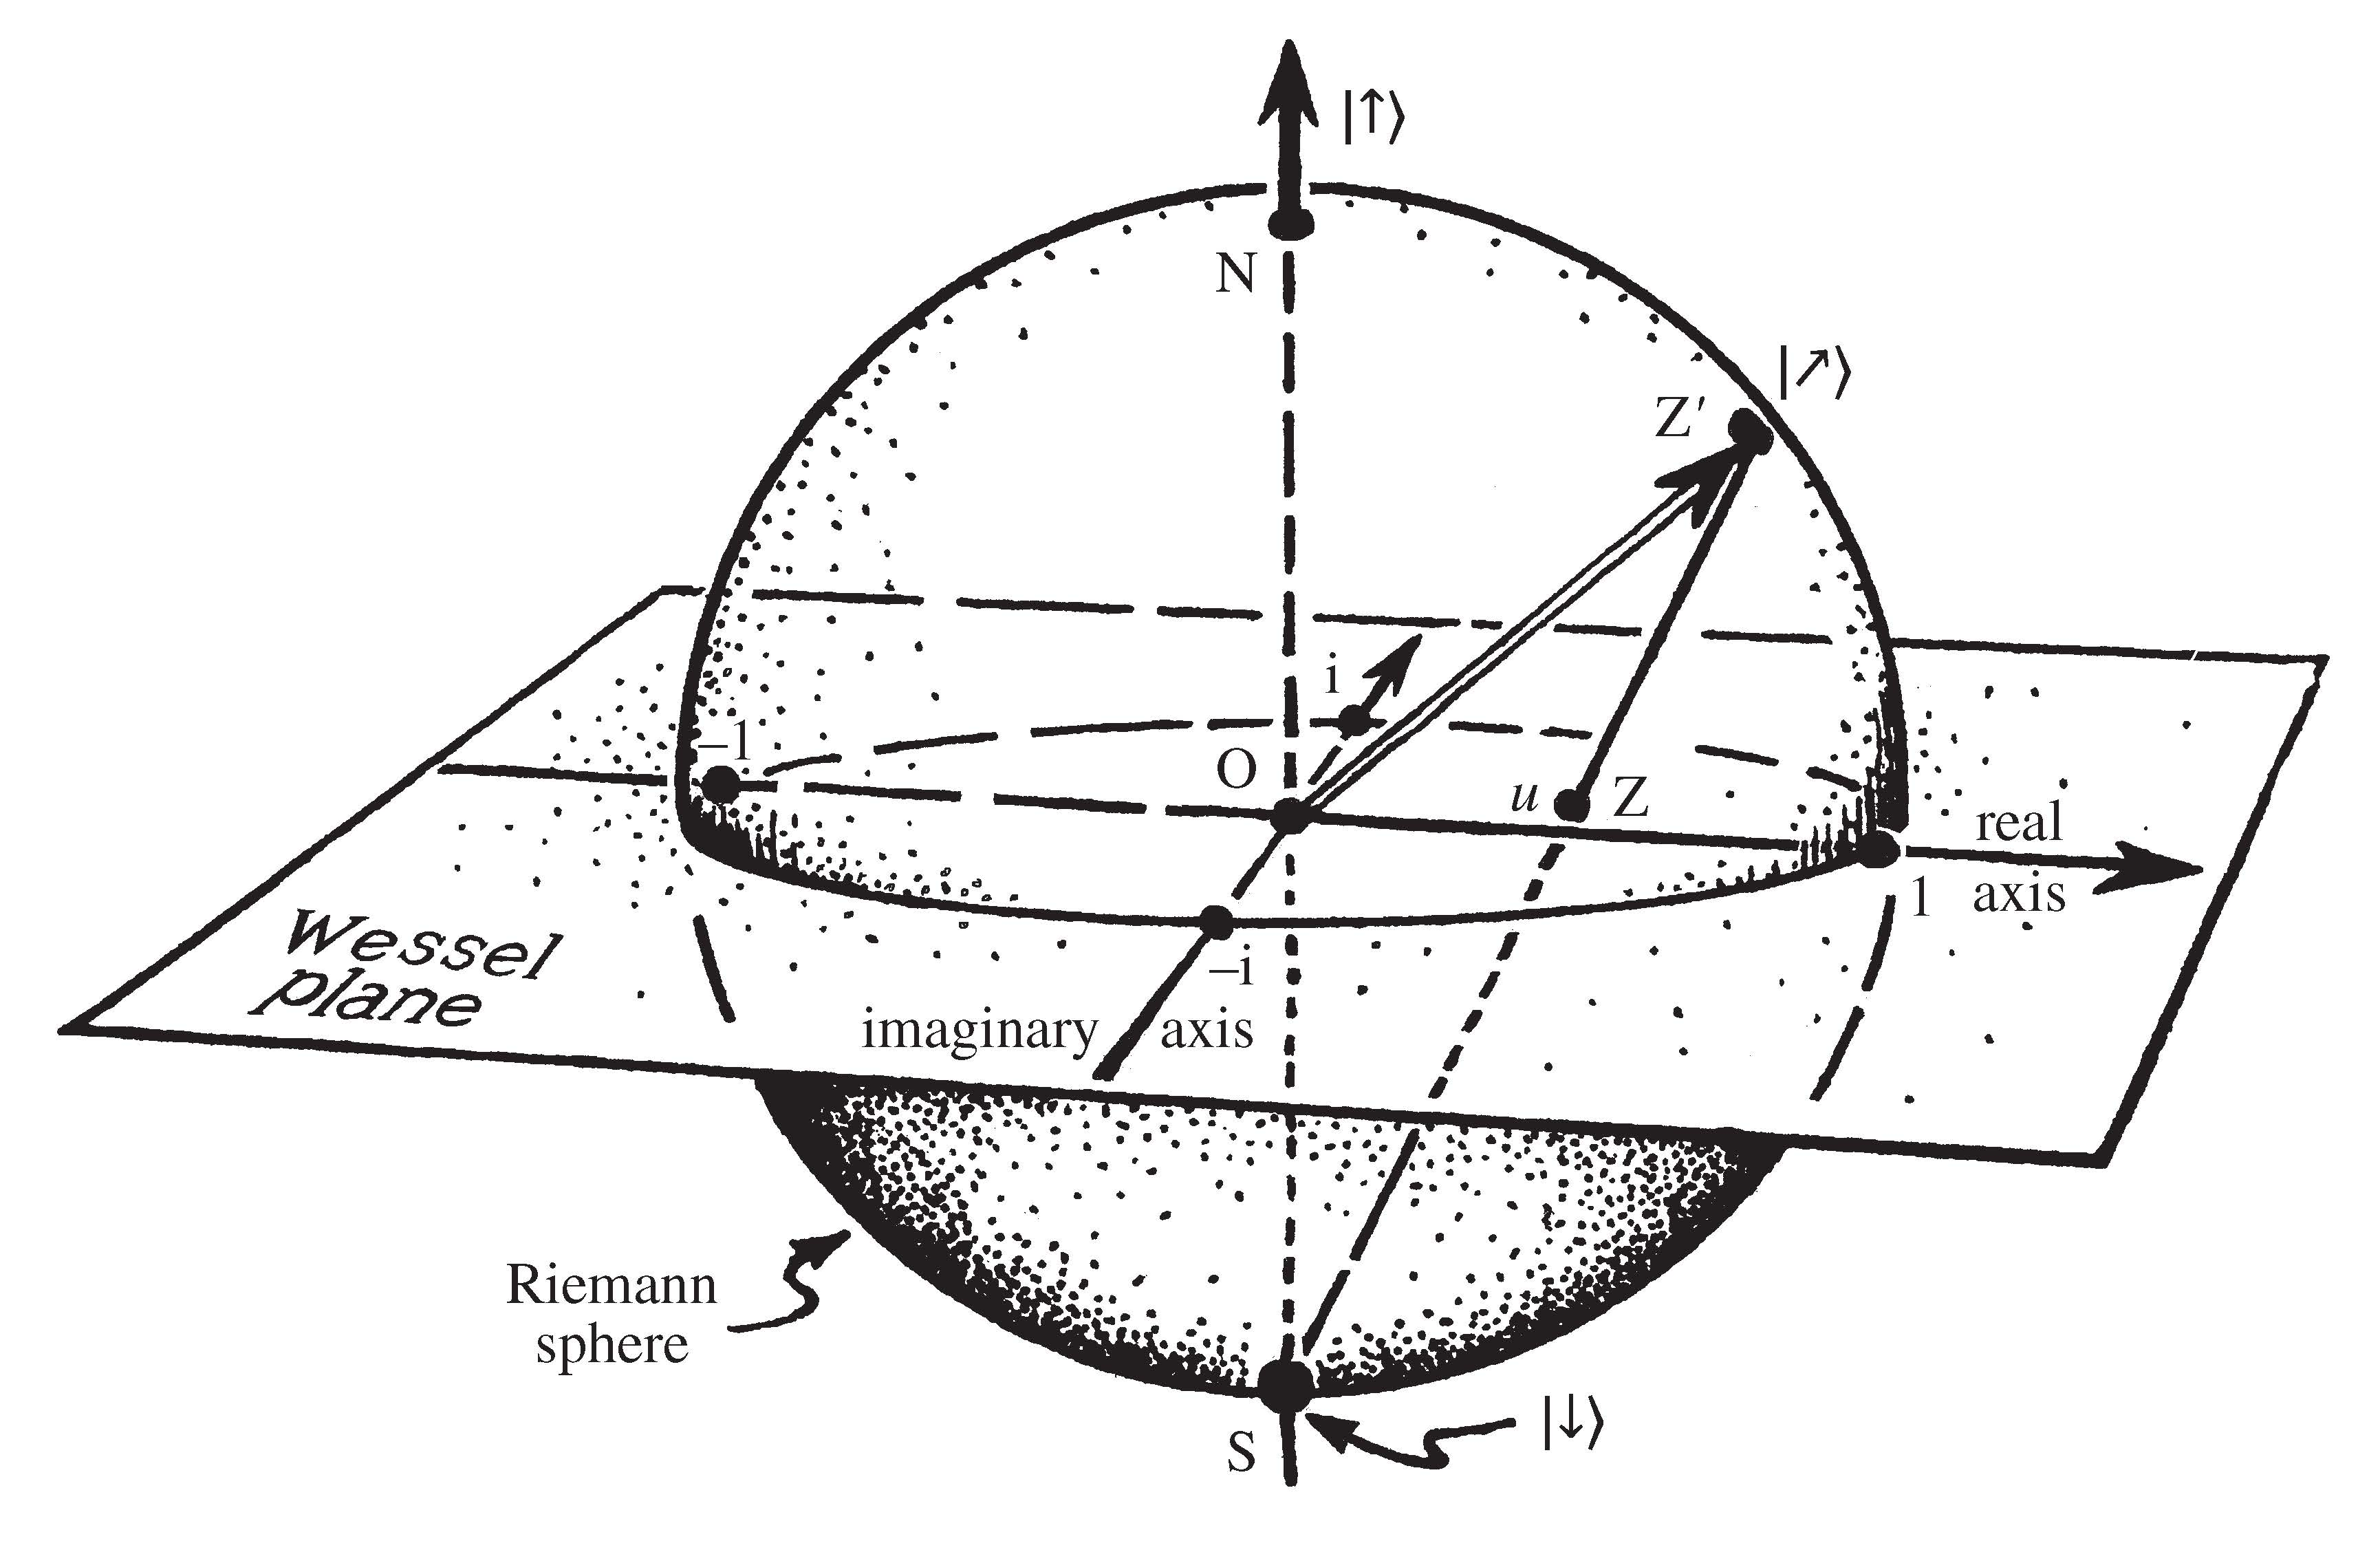 |↑⟩
N
|↗⟩
Z′
i
–1
O
u
Z
real
axis
1
–i
Wessel
plane
imaginary axis
Riemann
sphere
|↓⟩
S